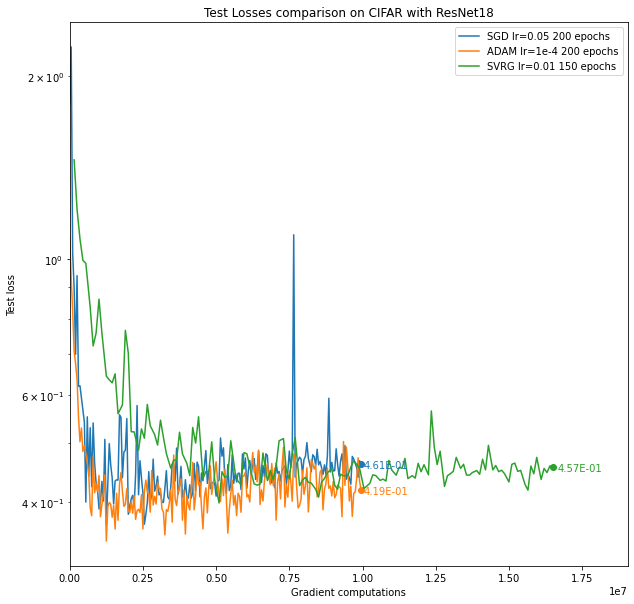 Test Losses comparison on CIFAR with ResNet18
SGD lr=0.05 200 epochs
ADAM lr=1e-4 200 epochs
SVRG lr=0.01 150 epochs
2 × 10⁰
10⁰
6 × 10⁻¹
4 × 10⁻¹
Test loss
4.61E-01
4.57E-01
4.19E-01
0.00 0.25 0.50 0.75 1.00 1.25 1.50 1.75
1e7
Gradient computations